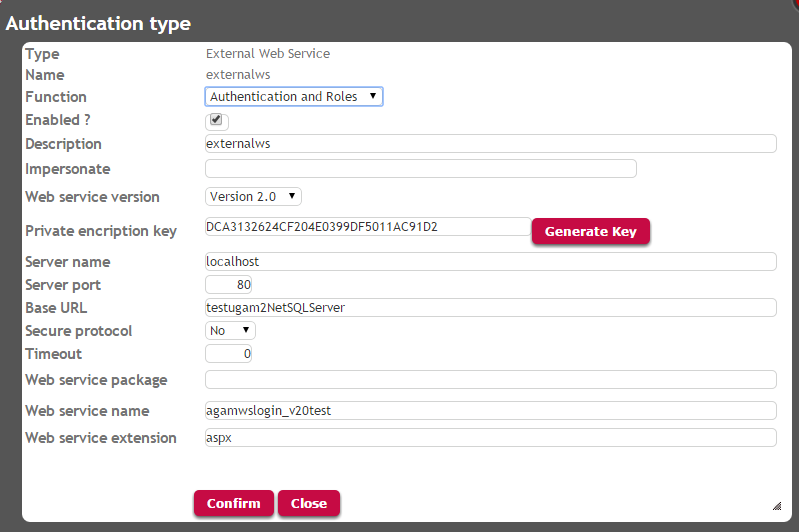 Authentication type
Type External Web Service
Name externalws
Function Authentication and Roles
Enabled ?
Description externalws
Impersonate
Web service version Version 2.0
Private encription key DCA3132624CF204E0399DF5011AC91D2 Generate Key
Server name localhost
Server port 80
Base URL testugam2NetSQLServer
Secure protocol No
Timeout 0
Web service package
Web service name agamwslogin_v20test
Web service extension aspx
Confirm Close